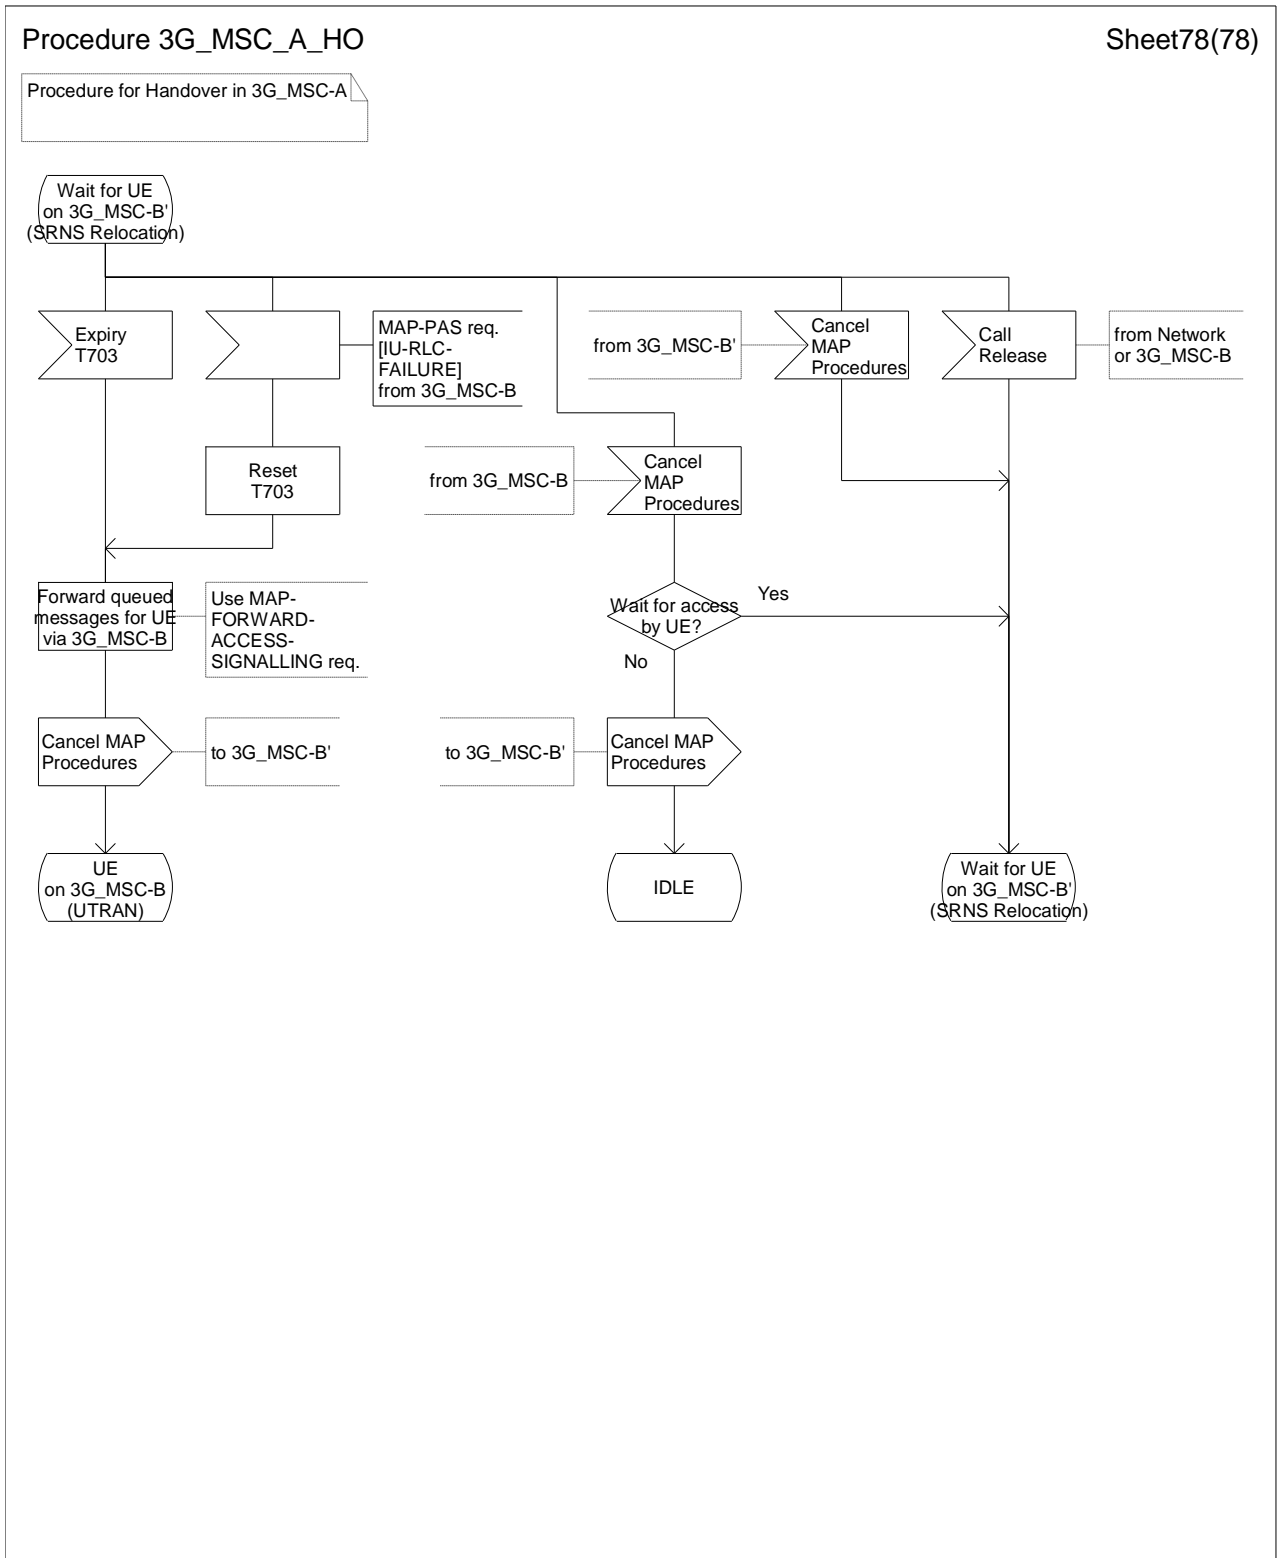 Procedure 3G_MSC_A_HO
Sheet78(78)
Procedure for Handover in 3G_MSC-A
Wait for UE
on 3G_MSC-B'
(SRNS Relocation)
Expiry
T703
MAP-PAS req.
[IU-RLC-
FAILURE]
from 3G_MSC-B
from 3G_MSC-B'
Cancel
MAP
Procedures
Call
Release
from Network
or 3G_MSC-B
Reset
T703
from 3G_MSC-B
Cancel
MAP
Procedures
Forward queued
messages for UE
via 3G_MSC-B
Use MAP-
FORWARD-
ACCESS-
SIGNALLING req.
Wait for access
by UE?
Yes
No
Cancel MAP
Procedures
to 3G_MSC-B'
to 3G_MSC-B'
Cancel MAP
Procedures
UE
on 3G_MSC-B
(UTRAN)
IDLE
Wait for UE
on 3G_MSC-B'
(SRNS Relocation)